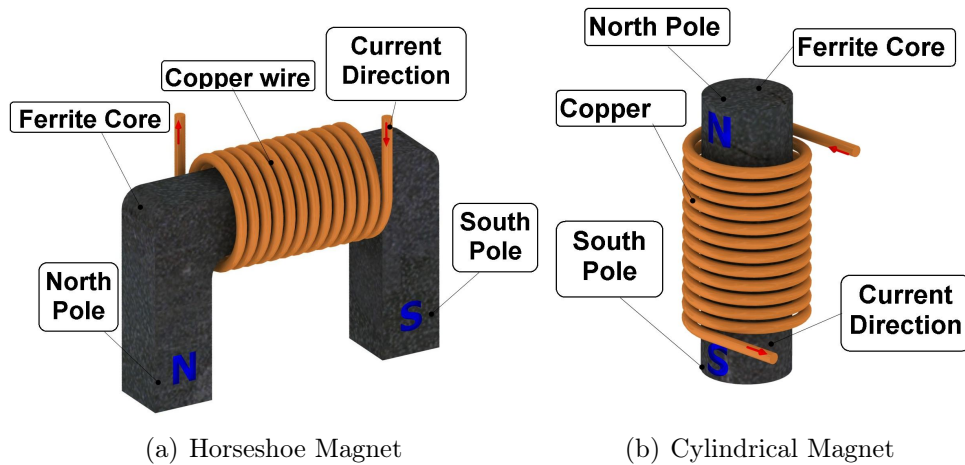 Current
Direction
Copper wire
Ferrite Core
South
Pole
North
Pole
N
S
(a) Horseshoe Magnet
North Pole
Ferrite Core
Copper
N
South
Pole
Current
Direction
S
(b) Cylindrical Magnet